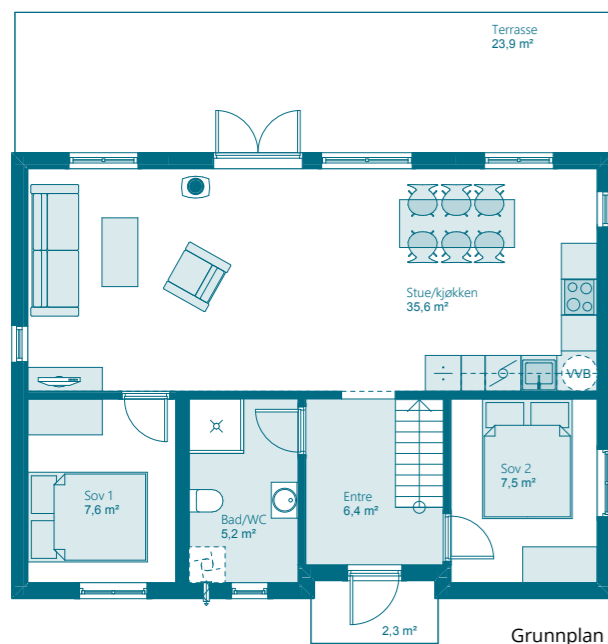 Terrasse
23,9 m²
Stue/kjøkken
35,6 m²
VVB
Sov 1
7,6 m²
Bad/WC
5,2 m²
Entre
6,4 m²
Sov 2
7,5 m²
2,3 m²
Grunnplan